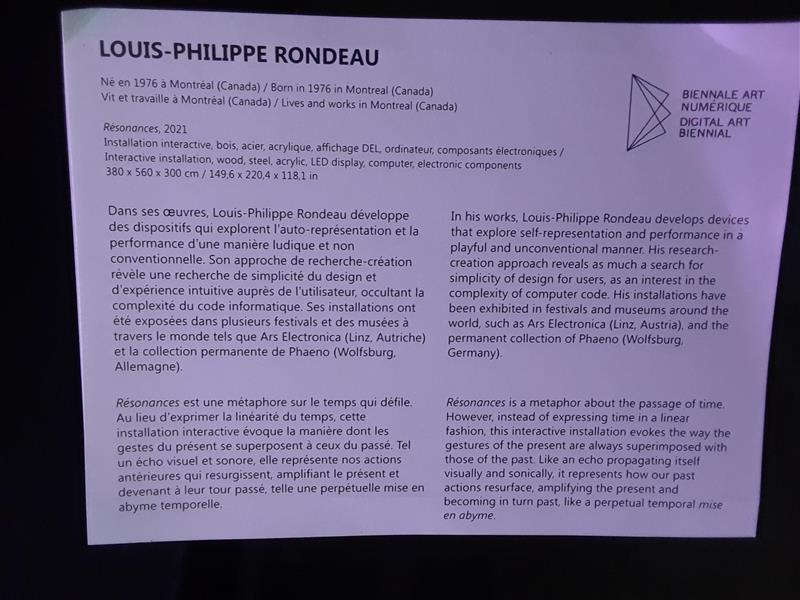 LOUIS-PHILIPPE RONDEAU
Né en 1976 à Montréal (Canada) / Born in 1976 in Montreal (Canada)
Vit et travaille à Montréal (Canada) / Lives and works in Montreal (Canada)
BIENNALE ART
NUMÉRIQUE
DIGITAL ART
BIENNIAL
Résonances, 2021
Installation interactive, bois, acier, acrylique, affichage DEL, ordinateur, composants électroniques /
Interactive installation, wood, steel, acrylic, LED display, computer, electronic components
380 x 560 x 300 cm / 149,6 x 220,4 x 118,1 in
Dans ses œuvres, Louis-Philippe Rondeau développe
des dispositifs qui explorent l'auto-représentation et la
performance d'une manière ludique et non
conventionnelle. Son approche de recherche-création
révèle une recherche de simplicité du design et
d'expérience intuitive auprès de l'utilisateur, occultant la
complexité du code informatique. Ses installations ont
été exposées dans plusieurs festivals et des musées à
travers le monde tels que Ars Electronica (Linz, Autriche)
et la collection permanente de Phaeno (Wolfsburg,
Allemagne).
Résonances est une métaphore sur le temps qui défile.
Au lieu d'exprimer la linéarité du temps, cette
installation interactive évoque la manière dont les
gestes du présent se superposent à ceux du passé. Tel
un écho visuel et sonore, elle représente nos actions
antérieures qui resurgissent, amplifiant le présent et
devenant à leur tour passé, telle une perpétuelle mise en
abyme temporelle.
In his works, Louis-Philippe Rondeau develops devices
that explore self-representation and performance in a
playful and unconventional manner. His research-
creation approach reveals as much a search for
simplicity of design for users, as an interest in the
complexity of computer code. His installations have
been exhibited in festivals and museums around the
world, such as Ars Electronica (Linz, Austria), and the
permanent collection of Phaeno (Wolfsburg,
Germany).
Résonances is a metaphor about the passage of time.
However, instead of expressing time in a linear
fashion, this interactive installation evokes the way the
gestures of the present are always superimposed with
those of the past. Like an echo propagating itself
visually and sonically, it represents how our past
actions resurface, amplifying the present and
becoming in turn past, like a perpetual temporal mise
en abyme.